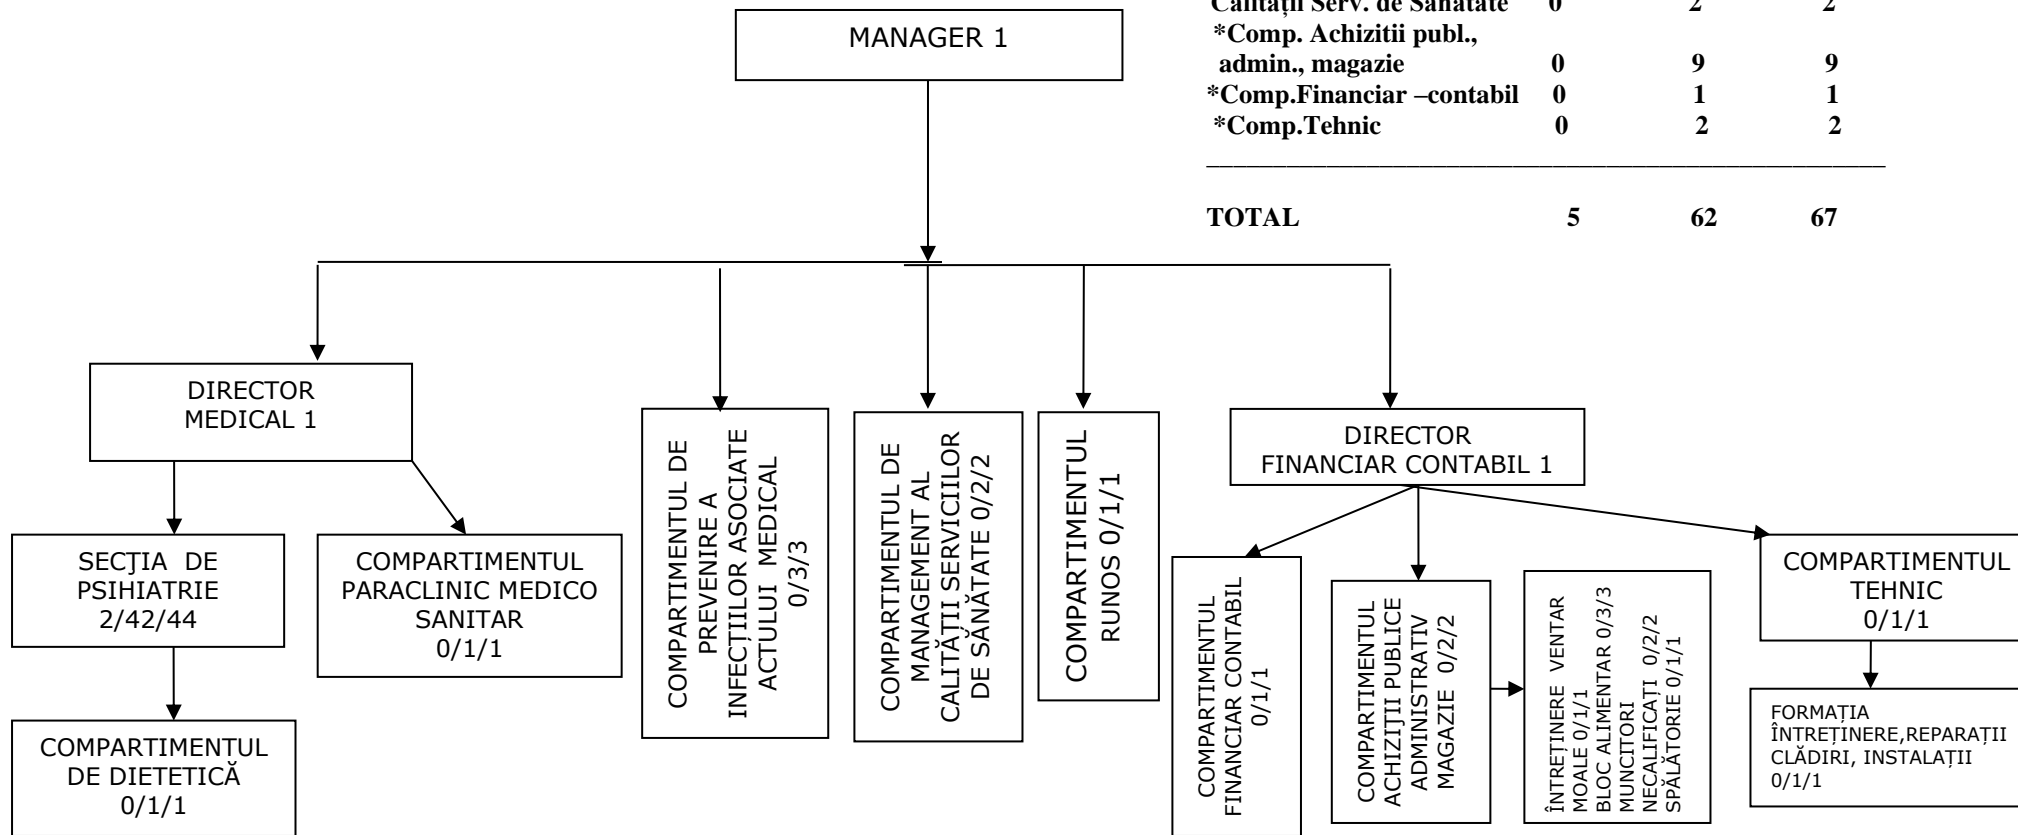 Calității Serv. de Sănătate 0 2 2
*Comp. Achizitii publ.,
admin., magazie 0 9 9
*Comp.Financiar –contabil 0 1 1
*Comp.Tehnic 0 2 2
TOTAL 5 62 67
MANAGER 1
DIRECTOR
MEDICAL 1
SECŢIA DE
PSIHIATRIE
2/42/44
COMPARTIMENTUL
DE DIETETICĂ
0/1/1
COMPARTIMENTUL
PARACLINIC MEDICO
SANITAR
0/1/1
COMPARTIMENTUL DE
PREVENIRE A
INFECȚIILOR ASOCIATE
ACTULUI MEDICAL
0/3/3
COMPARTIMENTUL DE
MANAGEMENT AL
CALITĂȚII SERVICIILOR
DE SĂNĂTATE 0/2/2
COMPARTIMENTUL
RUNOS 0/1/1
DIRECTOR
FINANCIAR CONTABIL 1
COMPARTIMENTUL
FINANCIAR CONTABIL
0/1/1
COMPARTIMENTUL
ACHIZIŢII PUBLICE
ADMINISTRATIV
MAGAZIE 0/2/2
ÎNTREȚINERE VENTAR
MOALE 0/1/1
BLOC ALIMENTAR 0/3/3
MUNCITORI
NECALIFICAȚI 0/2/2
SPĂLĂTORIE 0/1/1
COMPARTIMENTUL
TEHNIC
0/1/1
FORMAȚIA
ÎNTREȚINERE,REPARAȚII
CLĂDIRI, INSTALAȚII
0/1/1